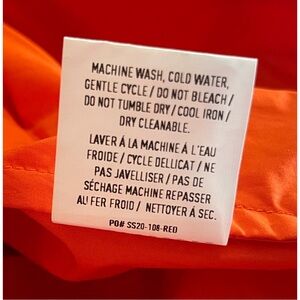 MACHINE WASH, COLD WATER,
GENTLE CYCLE / DO NOT BLEACH /
DO NOT TUMBLE DRY / COOL IRON /
DRY CLEANABLE.
LAVER À LA MACHINE À L'EAU
FROIDE / CYCLE DELLICAT / NE
PAS JAVELLISER / PAS DE
SÉCHAGE MACHINE REPASSER
AU FER FROID / NETTOYER À SEC.
PO# SS20-108-RED